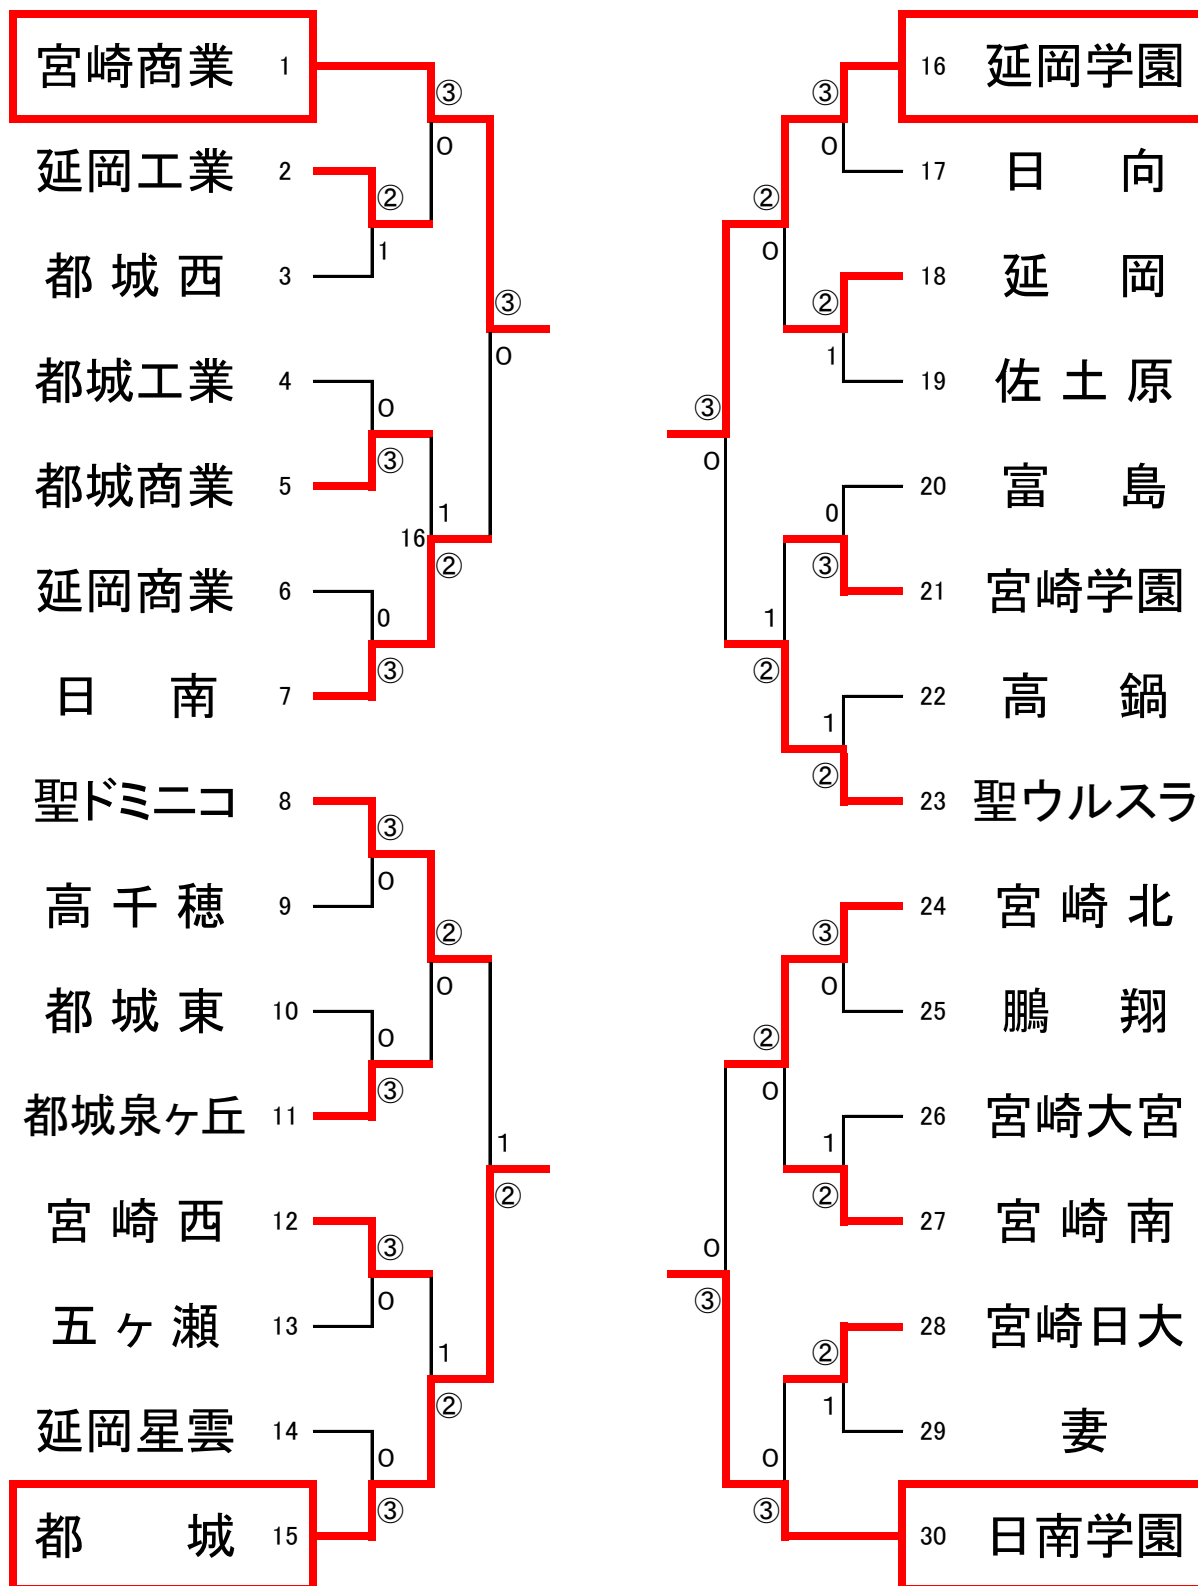 宮崎商業 1
③
0
延岡工業 2
②
1
都城西 3
③
0
都城工業 4
0
③
都城商業 5
1
16
②
延岡商業 6
0
③
日南 7
聖ドミニコ 8
③
0
高千穂 9
②
0
都城東 10
0
③
都城泉ヶ丘 11
1
②
宮崎西 12
③
0
五ヶ瀬 13
1
②
延岡星雲 14
0
③
都城 15
16 延岡学園
③
0
17 日向
②
0
18 延岡
②
1
19 佐土原
③
0
20 富島
0
③
21 宮崎学園
1
②
22 高鍋
1
②
23 聖ウルスラ
24 宮崎北
③
0
25 鵬翔
②
0
26 宮崎大宮
1
②
27 宮崎南
0
③
28 宮崎日大
②
1
29 妻
0
③
30 日南学園